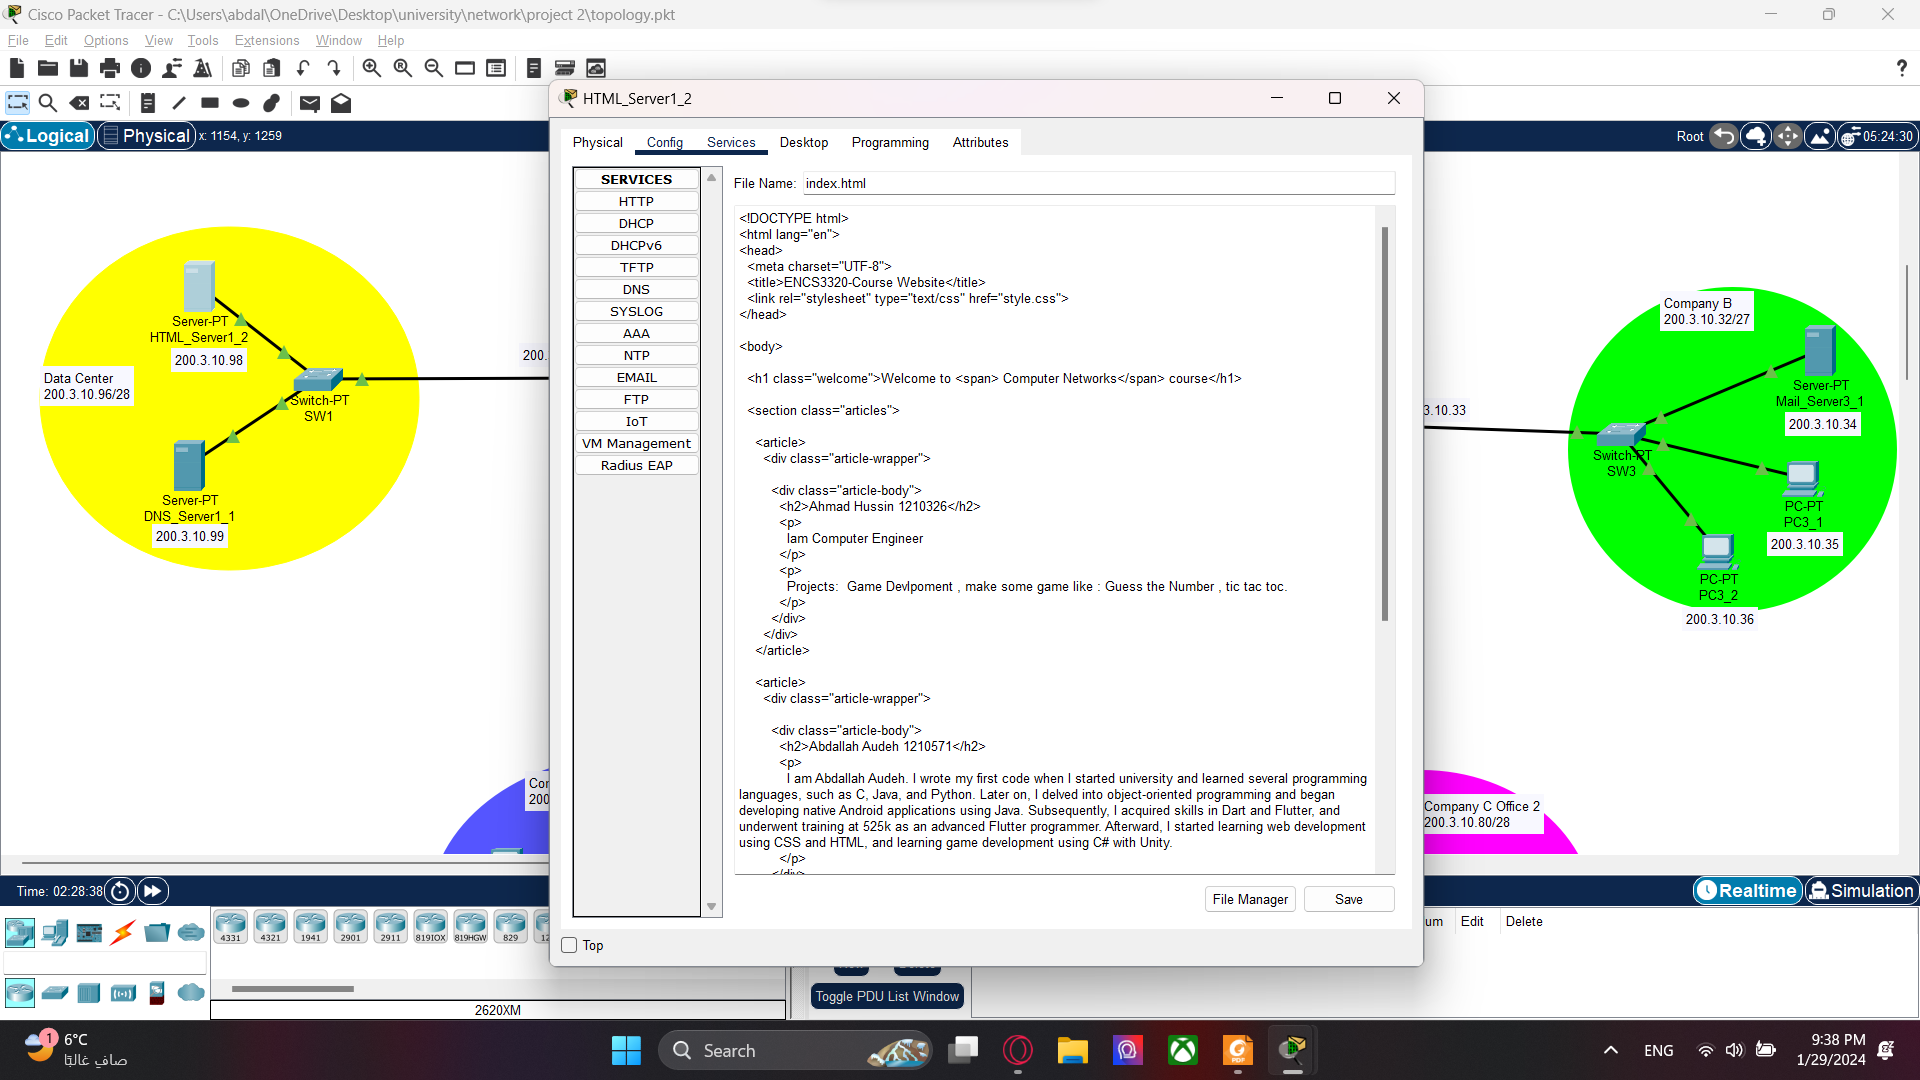 Cisco Packet Tracer - C:\Users\abdal\OneDrive\Desktop\university\network\project 2\topology.pkt
File Edit Options View Tools Extensions Window Help
Logical Physical x: 1154, y: 1259
Root 05:24:30
HTML_Server1_2
Physical Config Services Desktop Programming Attributes
SERVICES
HTTP
DHCP
DHCPv6
TFTP
DNS
SYSLOG
AAA
NTP
EMAIL
FTP
IoT
VM Management
Radius EAP
File Name: index.html
<!DOCTYPE html>
<html lang="en">
<head>
<meta charset="UTF-8">
<title>ENCS3320-Course Website</title>
<link rel="stylesheet" type="text/css" href="style.css">
</head>
<body>
<h1 class="welcome">Welcome to <span> Computer Networks</span> course</h1>
<section class="articles">
<article>
<div class="article-wrapper">
<div class="article-body">
<h2>Ahmad Hussin 1210326</h2>
<p>
Iam Computer Engineer
</p>
<p>
Projects: Game Devlpoment , make some game like : Guess the Number , tic tac toc.
</p>
</div>
</div>
</article>
<article>
<div class="article-wrapper">
<div class="article-body">
<h2>Abdallah Audeh 1210571</h2>
<p>
I am Abdallah Audeh. I wrote my first code when I started university and learned several programming
languages, such as C, Java, and Python. Later on, I delved into object-oriented programming and began
developing native Android applications using Java. Subsequently, I acquired skills in Dart and Flutter, and
underwent training at 525k as an advanced Flutter programmer. Afterward, I started learning web development
using CSS and HTML, and learning game development using C# with Unity.
</p>
</div>
File Manager Save
Top
Server-PT
HTML_Server1_2
200.3.10.98
Data Center
200.3.10.96/28
Switch-PT
SW1
Server-PT
DNS_Server1_1
200.3.10.99
200.
3.10.33
Company B
200.3.10.32/27
Server-PT
Mail_Server3_1
200.3.10.34
Switch-PT
SW3
PC-PT
PC3_1
200.3.10.35
PC-PT
PC3_2
200.3.10.36
Cor
200
Company C Office 2
200.3.10.80/28
Time: 02:28:38
Realtime Simulation
4331 4321 1941 2901 2911 819IOX 819HGW 829 12
um Edit Delete
2620XM
Toggle PDU List Window
1
6°C
صافٍ غالبًا
Search
ENG
9:38 PM
1/29/2024